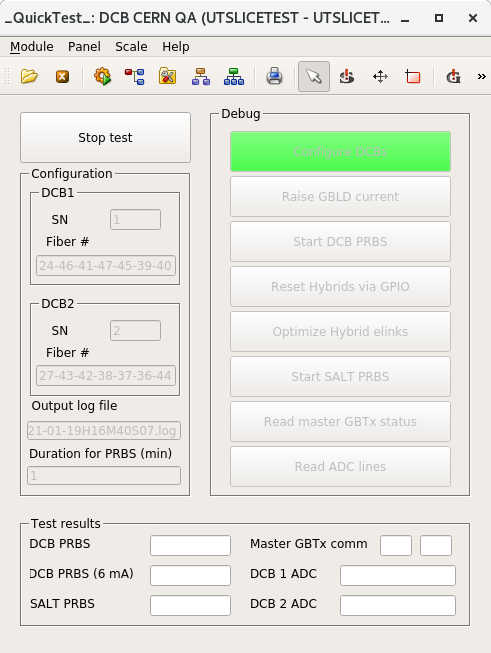 _QuickTest_: DCB CERN QA (UTSLICETEST - UTSLICET...
Module Panel Scale Help
»
Stop test
Configuration
DCB1
SN 1
Fiber #
24-46-41-47-45-39-40
DCB2
SN 2
Fiber #
27-43-42-38-37-36-44
Output log file
21-01-19H16M40S07.log
Duration for PRBS (min)
1
Debug
Raise GBLD current
Start DCB PRBS
Reset Hybrids via GPIO
Optimize Hybrid elinks
Start SALT PRBS
Read master GBTx status
Read ADC lines
Test results
DCB PRBS Master GBTx comm
DCB PRBS (6 mA) DCB 1 ADC
SALT PRBS DCB 2 ADC